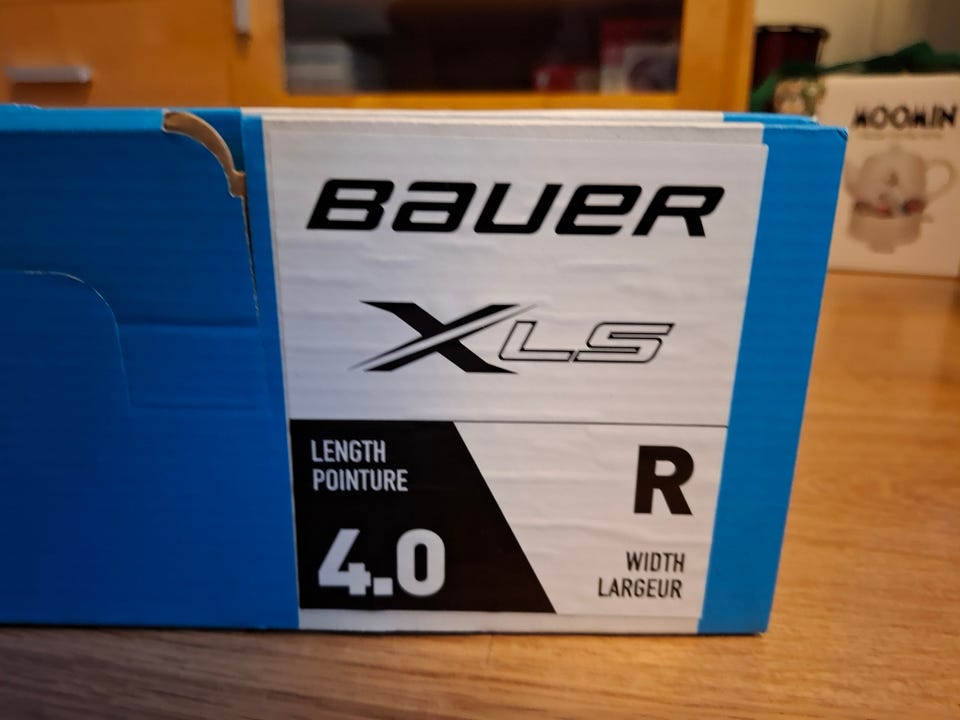 BAUER
XLS
LENGTH
POINTURE
4.0
R
WIDTH
LARGEUR
MOOMIN